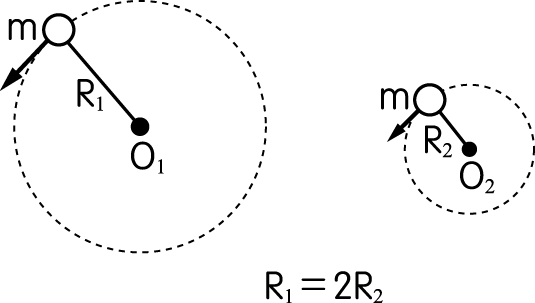 m
R₁
O₁
m
R₂
O₂
R₁ = 2R₂